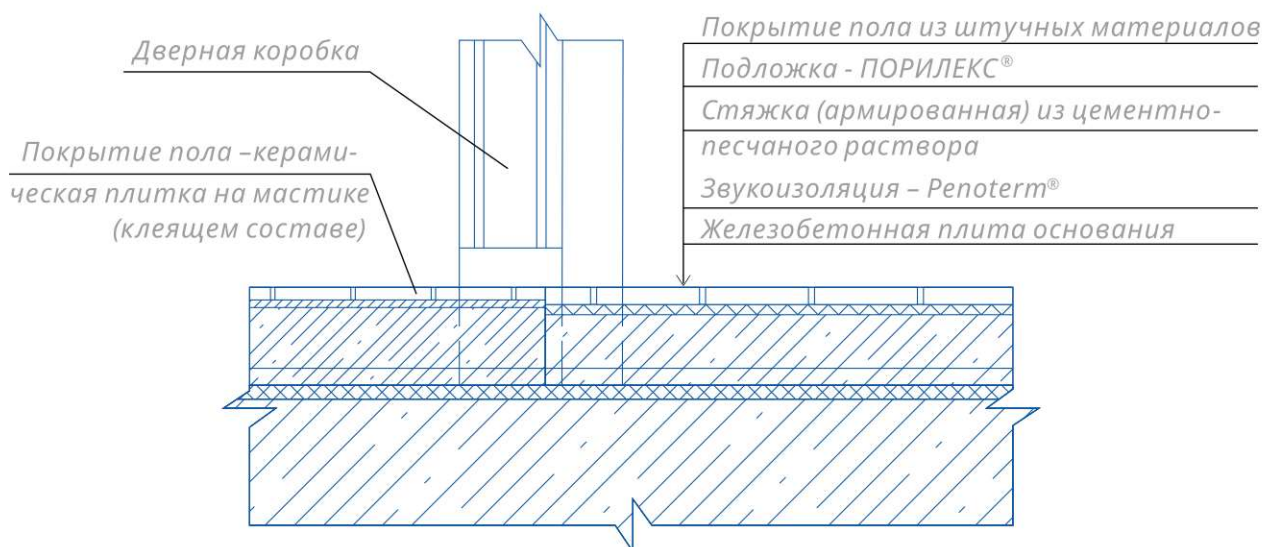 Дверная коробка
Покрытие пола –керами-
ческая плитка на мастике
(клеящем составе)
Покрытие пола из штучных материалов
Подложка - ПОРИЛЕКС®
Стяжка (армированная) из цементно-
песчаного раствора
Звукоизоляция – Penoterm®
Железобетонная плита основания